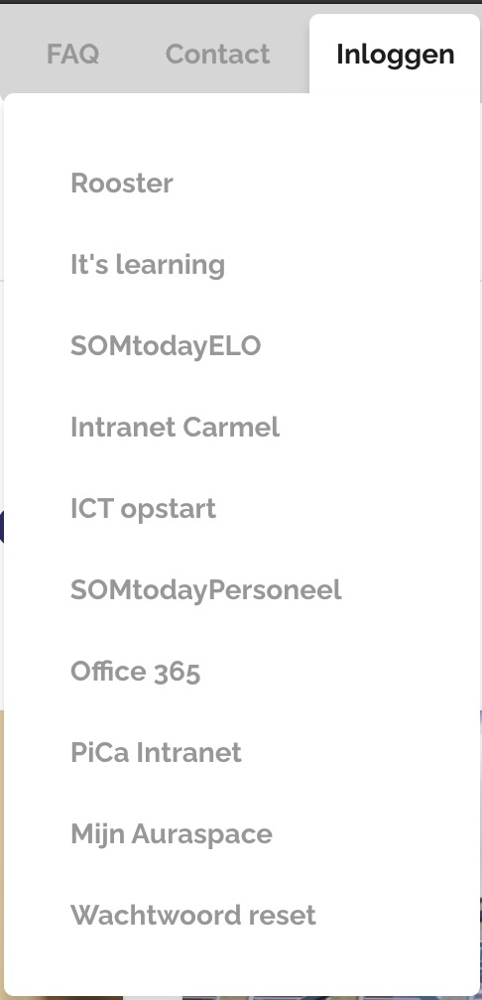 FAQ Contact Inloggen
Rooster
It's learning
SOMtodayELO
Intranet Carmel
ICT opstart
SOMtodayPersoneel
Office 365
PiCa Intranet
Mijn Auraspace
Wachtwoord reset